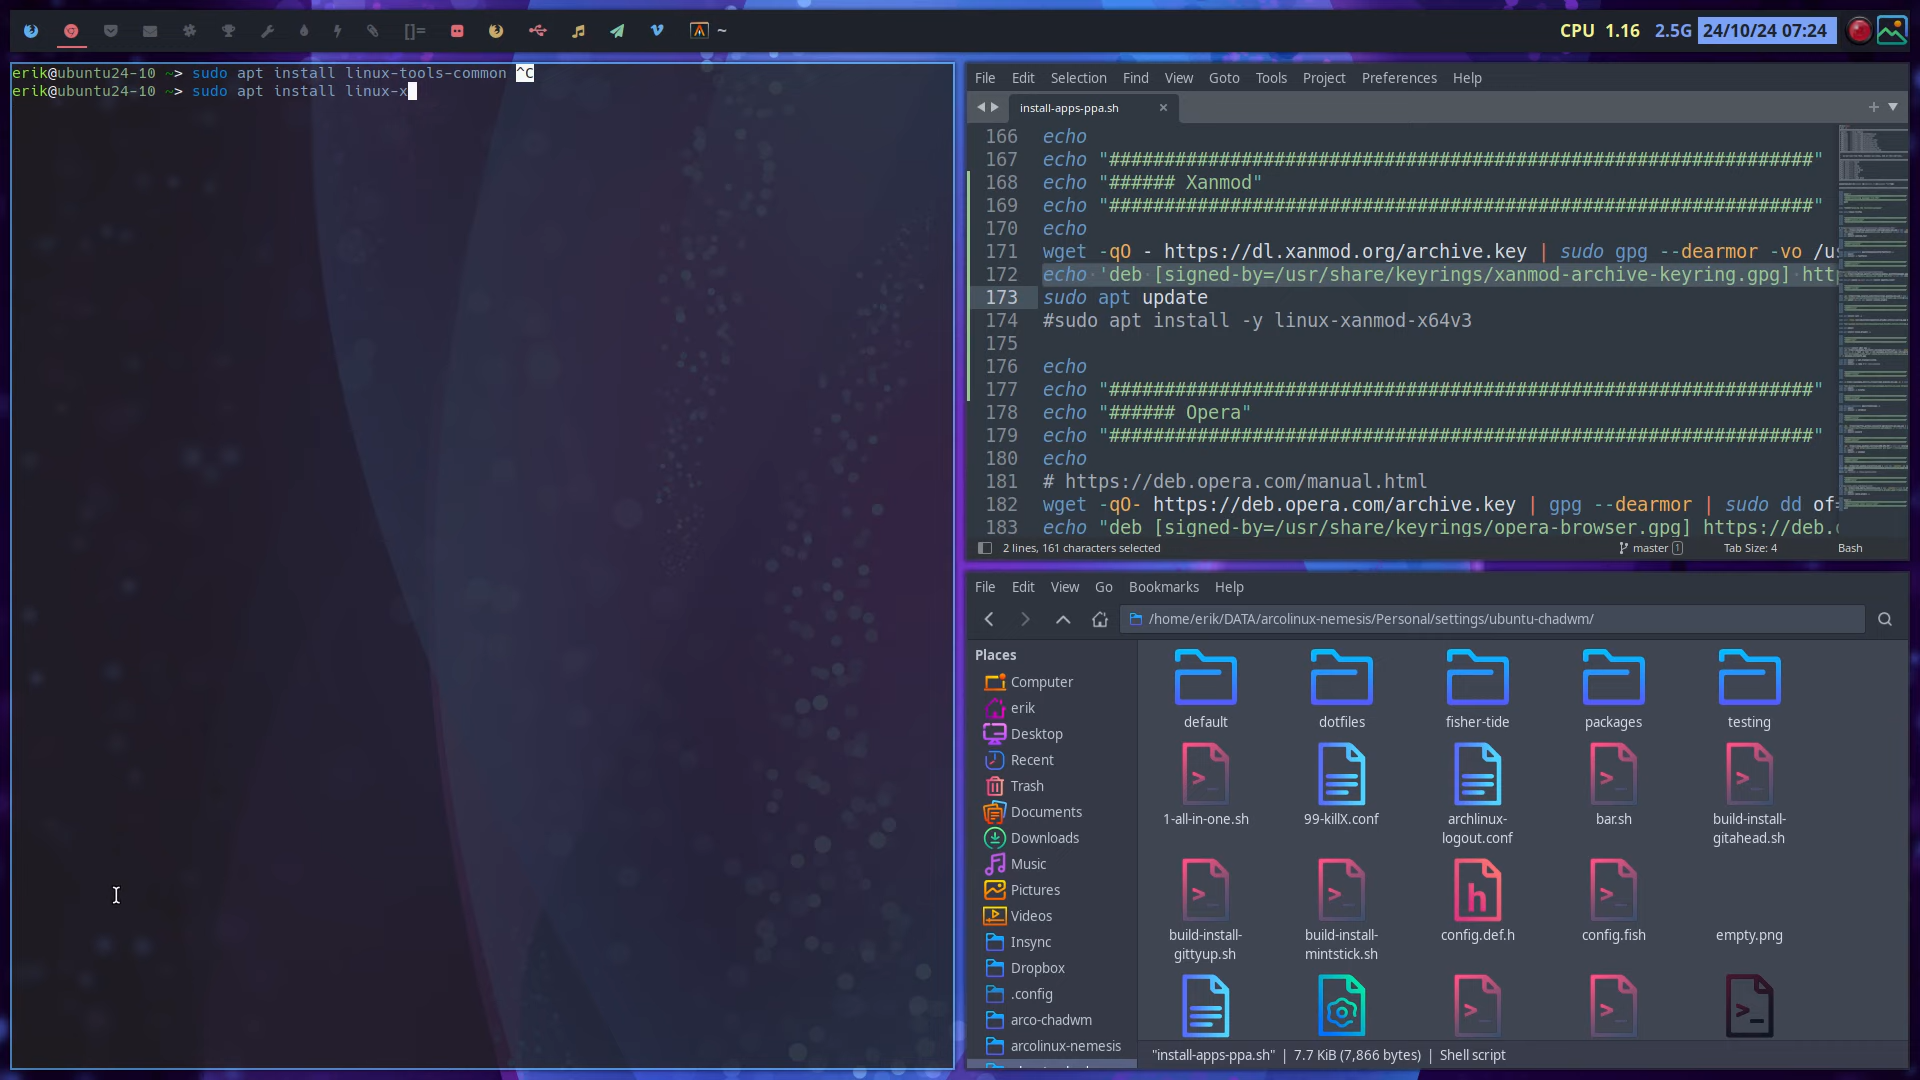 []= ~ CPU 1.16 2.5G 24/10/24 07:24
erik@ubuntu24-10 ~> sudo apt install linux-tools-common ^C
erik@ubuntu24-10 ~> sudo apt install linux-x
File Edit Selection Find View Goto Tools Project Preferences Help
install-apps-ppa.sh
166 echo
167 echo "################################################################"
168 echo "###### Xanmod"
169 echo "################################################################"
170 echo
171 wget -qO - https://dl.xanmod.org/archive.key | sudo gpg --dearmor -vo /us
172 echo 'deb [signed-by=/usr/share/keyrings/xanmod-archive-keyring.gpg] htt
173 sudo apt update
174 #sudo apt install -y linux-xanmod-x64v3
175
176 echo
177 echo "################################################################"
178 echo "###### Opera"
179 echo "################################################################"
180 echo
181 # https://deb.opera.com/manual.html
182 wget -qO- https://deb.opera.com/archive.key | gpg --dearmor | sudo dd of=
183 echo "deb [signed-by=/usr/share/keyrings/opera-browser.gpg] https://deb.
2 lines, 161 characters selected master 1 Tab Size: 4 Bash
File Edit View Go Bookmarks Help
/home/erik/DATA/arcolinux-nemesis/Personal/settings/ubuntu-chadwm/
Places
Computer
erik
Desktop
Recent
Trash
Documents
Downloads
Music
Pictures
Videos
Insync
Dropbox
.config
arco-chadwm
arcolinux-nemesis
default dotfiles fisher-tide packages testing
1-all-in-one.sh 99-killX.conf archlinux-logout.conf bar.sh build-install-gitahead.sh
build-install-gittyup.sh build-install-mintstick.sh config.def.h config.fish empty.png
"install-apps-ppa.sh" | 7.7 KiB (7,866 bytes) | Shell script